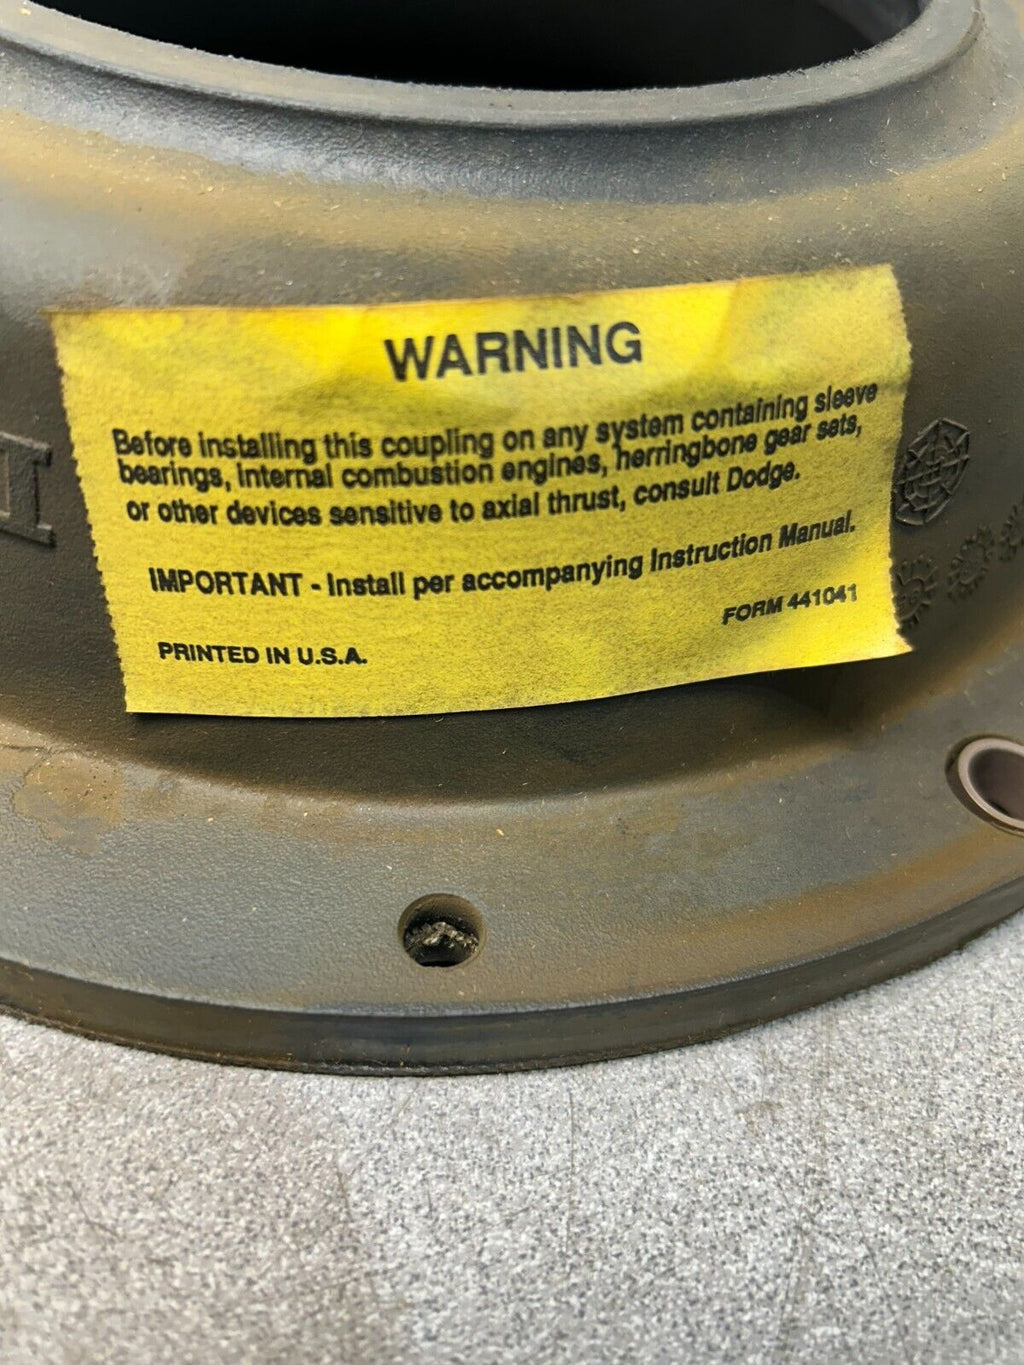 WARNING
Before installing this coupling on any system containing sleeve
bearings, internal combustion engines, herringbone gear sets,
or other devices sensitive to axial thrust, consult Dodge.
IMPORTANT - Install per accompanying Instruction Manual.
FORM 441041
PRINTED IN U.S.A.